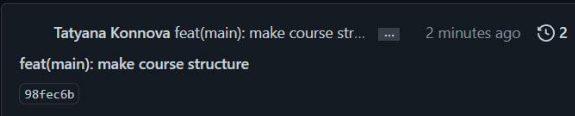 Tatyana Konnova feat(main): make course str... ... 2 minutes ago 2
feat(main): make course structure
98fec6b